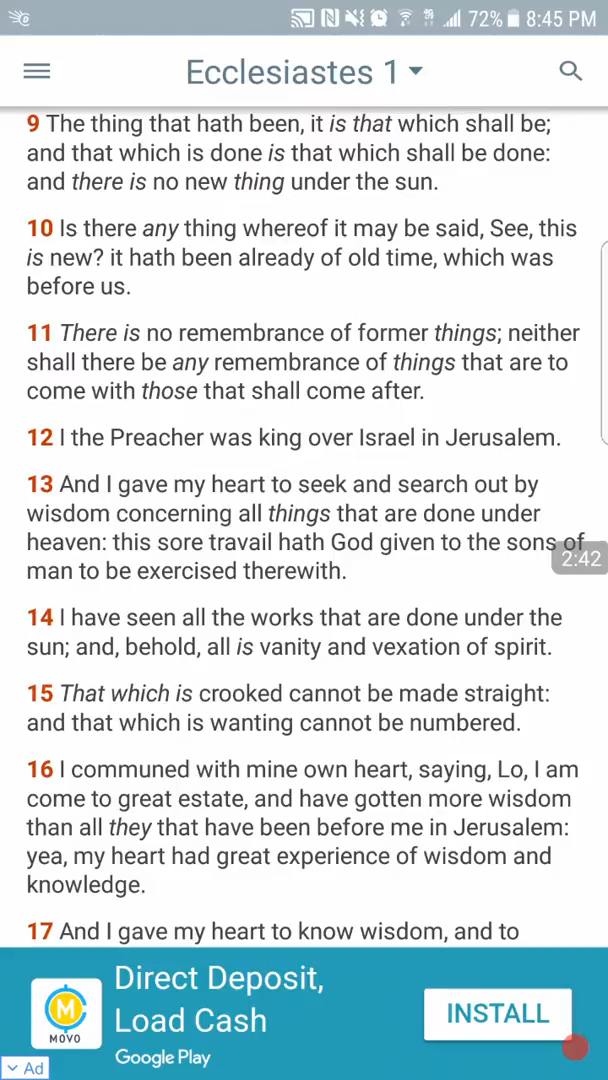 72% 8:45 PM
Ecclesiastes 1
9 The thing that hath been, it is that which shall be;
and that which is done is that which shall be done:
and there is no new thing under the sun.
10 Is there any thing whereof it may be said, See, this
is new? it hath been already of old time, which was
before us.
11 There is no remembrance of former things; neither
shall there be any remembrance of things that are to
come with those that shall come after.
12 I the Preacher was king over Israel in Jerusalem.
13 And I gave my heart to seek and search out by
wisdom concerning all things that are done under
heaven: this sore travail hath God given to the sons of
man to be exercised therewith.
2:42
14 I have seen all the works that are done under the
sun; and, behold, all is vanity and vexation of spirit.
15 That which is crooked cannot be made straight:
and that which is wanting cannot be numbered.
16 I communed with mine own heart, saying, Lo, I am
come to great estate, and have gotten more wisdom
than all they that have been before me in Jerusalem:
yea, my heart had great experience of wisdom and
knowledge.
17 And I gave my heart to know wisdom, and to
Direct Deposit,
Load Cash
Google Play
M
MOVO
INSTALL
Ad